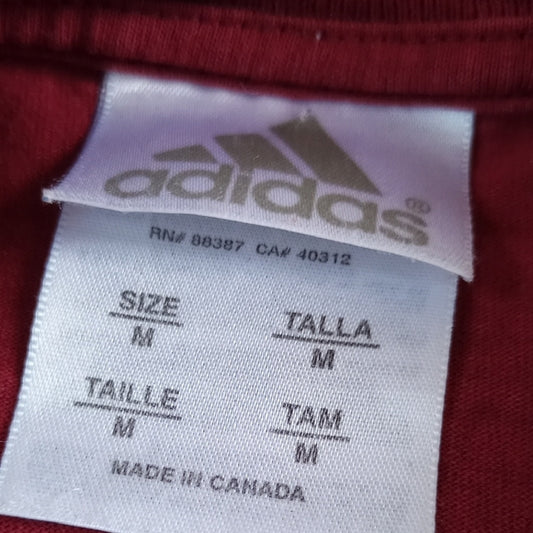 adidas®
RN# 88387 CA# 40312
SIZE
M
TALLA
M
TAILLE
M
TAM
M
MADE IN CANADA